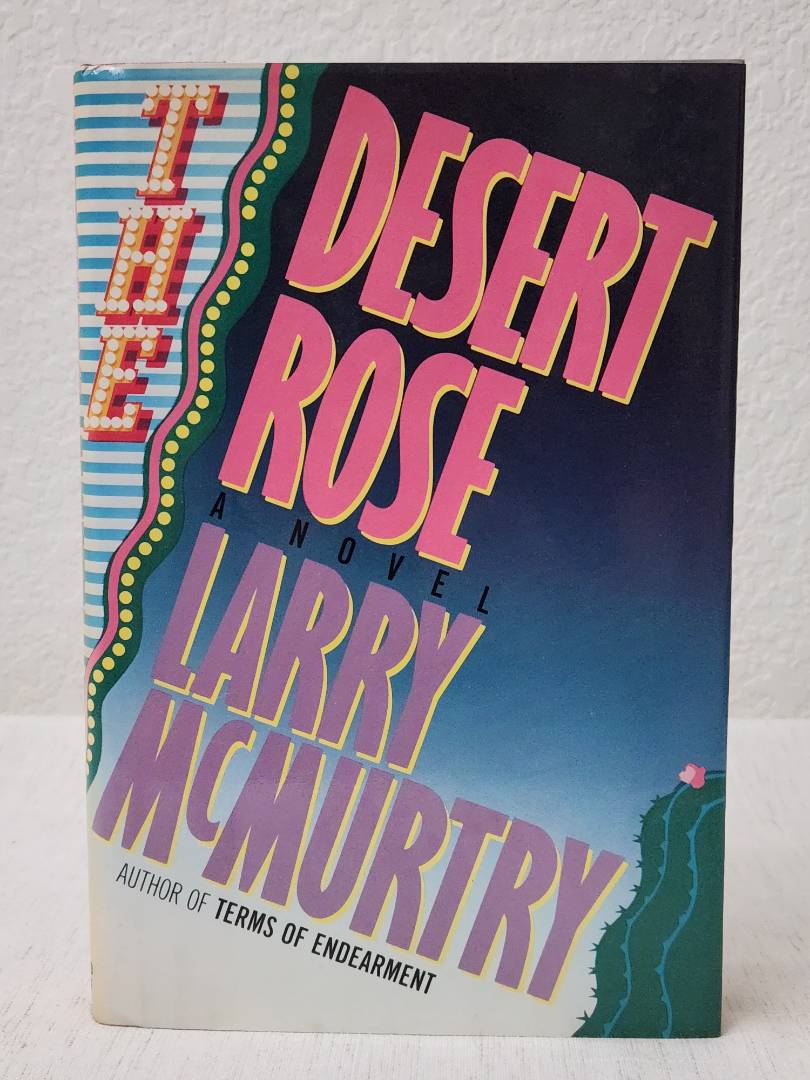 THE
DESERT
ROSE
A NOVEL
LARRY
McMURTRY
AUTHOR OF TERMS OF ENDEARMENT